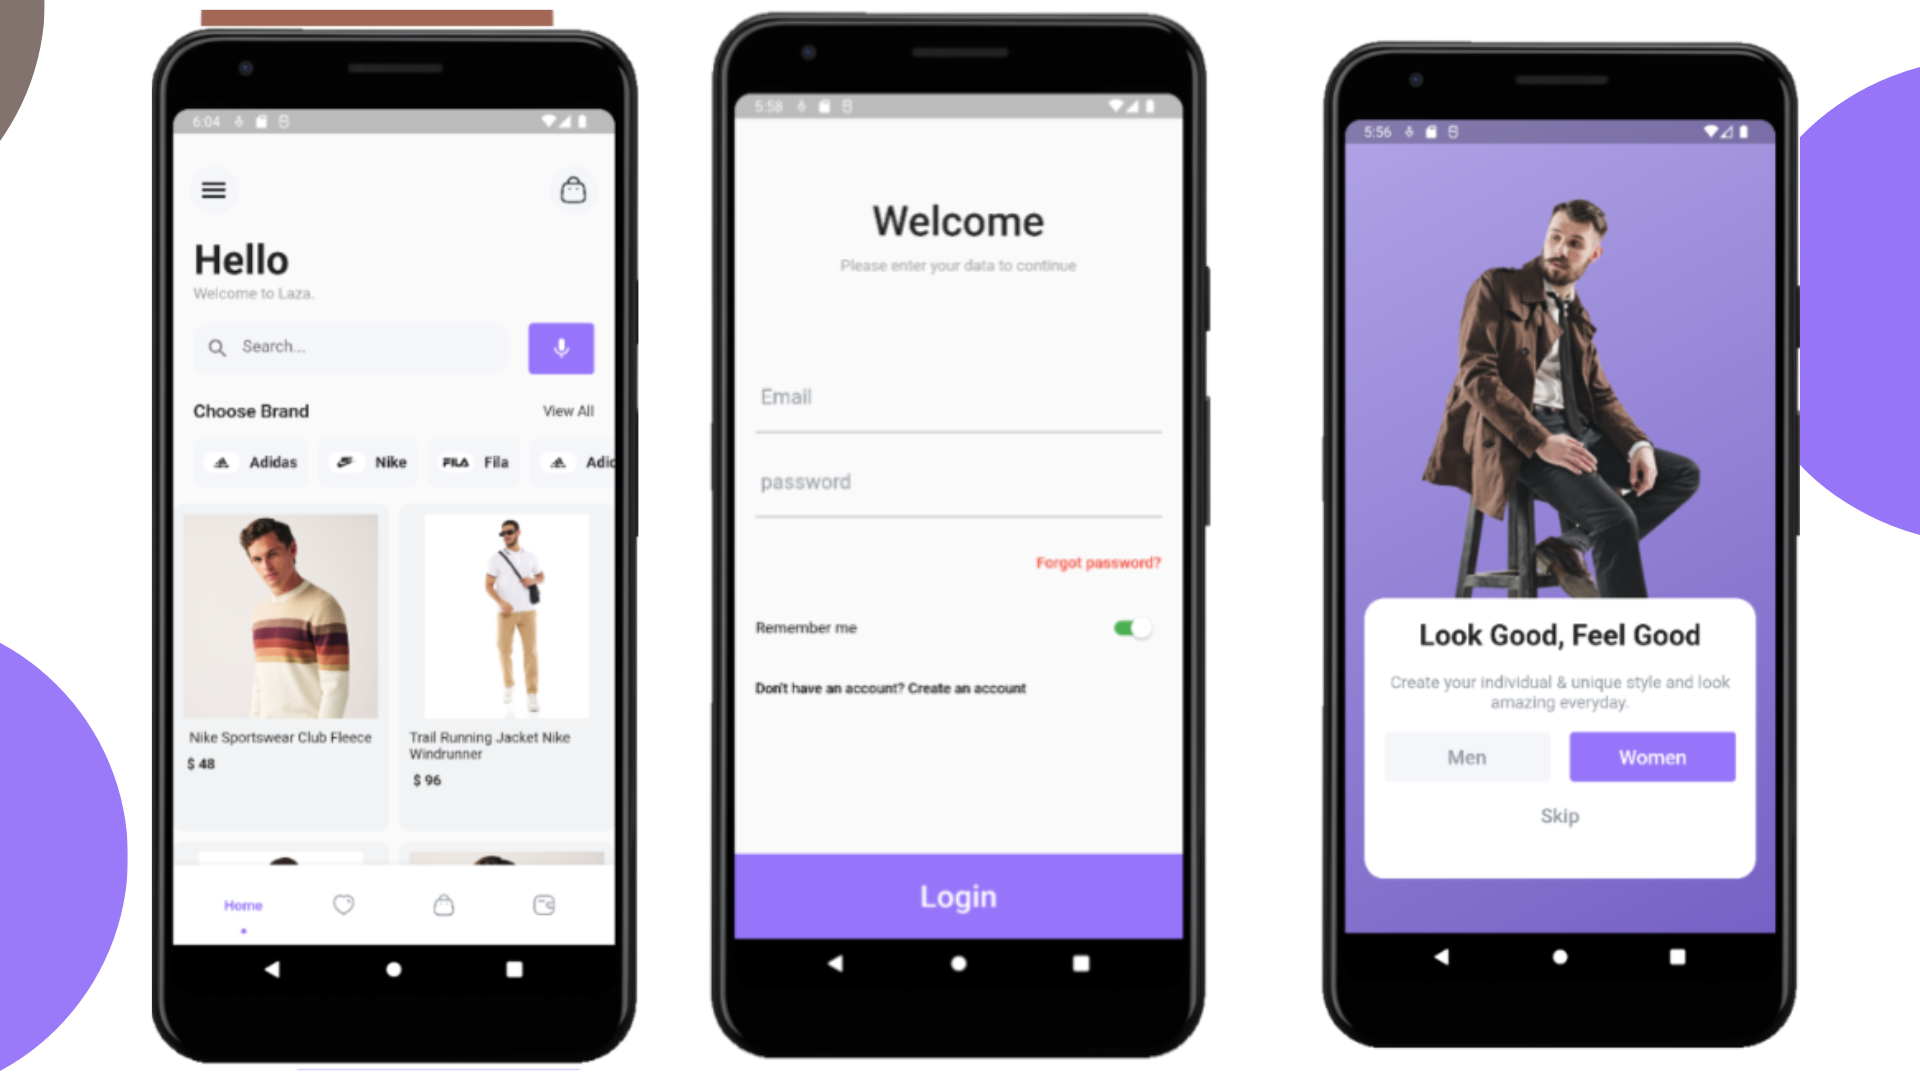 6:04
Hello
Welcome to Laza.
Search...
Choose Brand
View All
Adidas
Nike
FILA Fila
Adic
Nike Sportswear Club Fleece
$ 48
Trail Running Jacket Nike
Windrunner
$ 96
Home
5:58
Welcome
Please enter your data to continue
Email
password
Forgot password?
Remember me
Don't have an account? Create an account
Login
5:56
Look Good, Feel Good
Create your individual & unique style and look
amazing everyday.
Men
Women
Skip